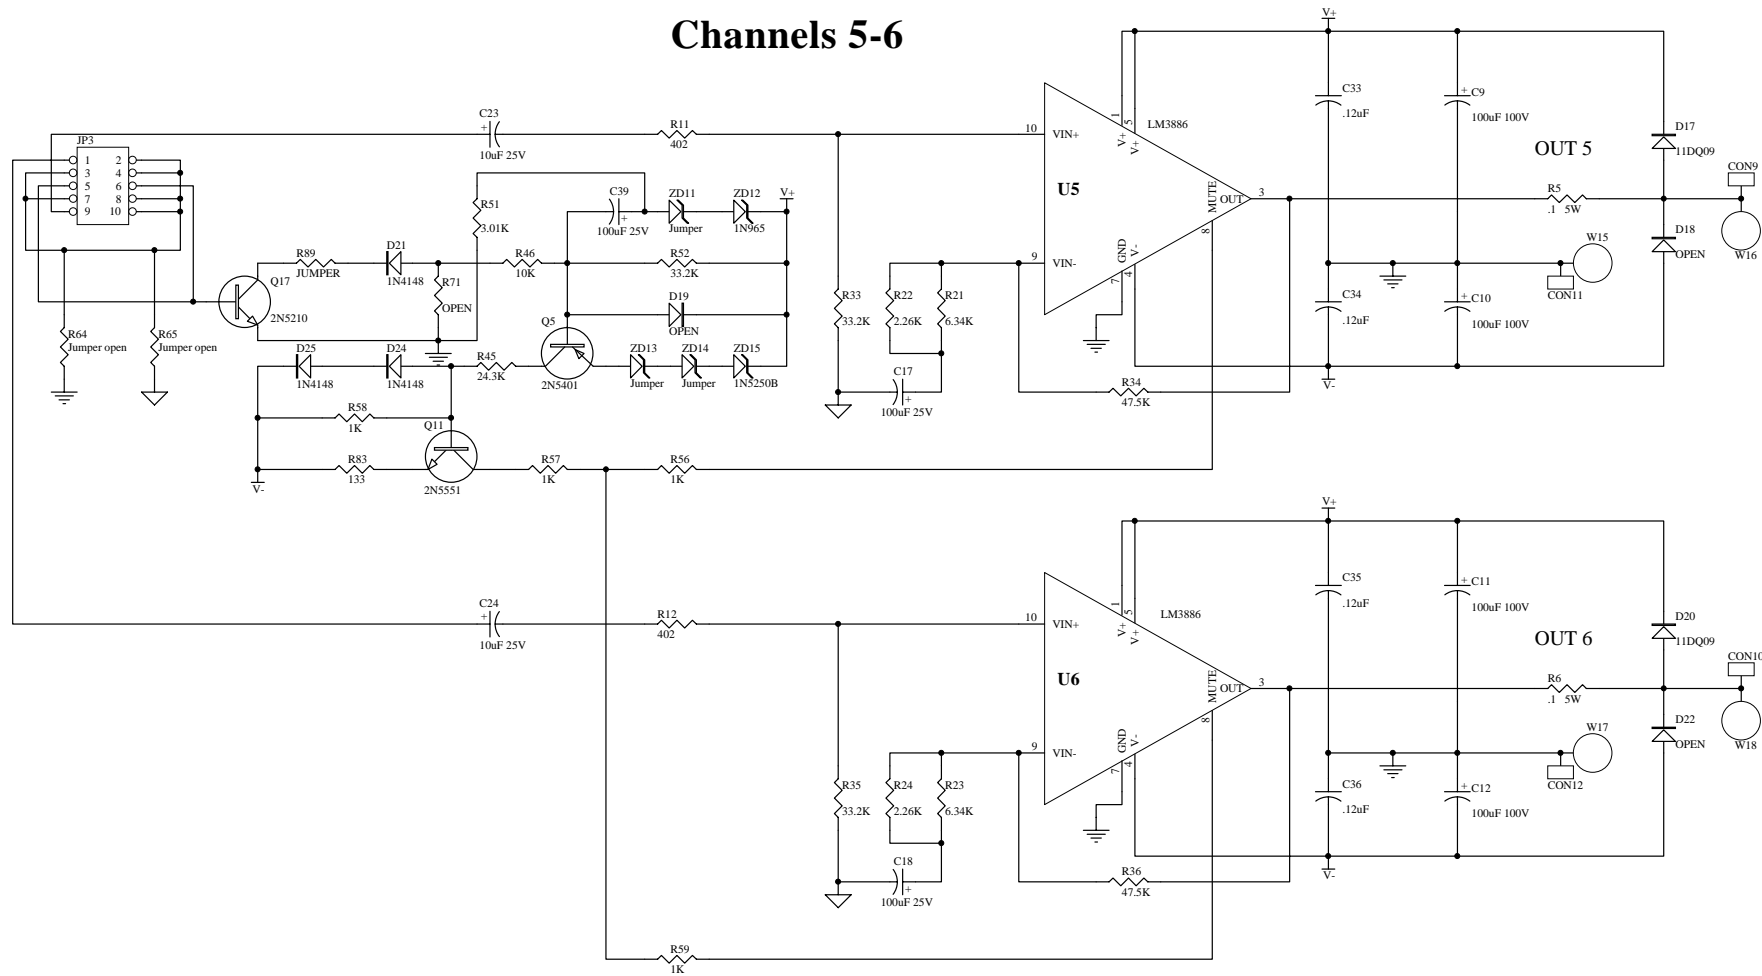 Channels 5-6
JP3
1 2
3 4
5 6
7 8
9 10
R64
Jumper open
R65
Jumper open
Q17
2N5210
R89
JUMPER
D21
1N4148
R71
OPEN
R51
3.01K
R46
10K
C23
+
10uF 25V
R11
402
C39
+
100uF 25V
ZD11
Jumper
ZD12
1N965
V+
R52
33.2K
D19
OPEN
Q5
2N5401
ZD13
Jumper
ZD14
Jumper
ZD15
1N5250B
D25
1N4148
D24
1N4148
R45
24.3K
R58
1K
Q11
2N5551
R83
133
V-
R57
1K
R56
1K
R33
33.2K
R22
2.26K
R21
6.34K
C17
+
100uF 25V
R34
47.5K
10
VIN+
9
VIN-
U5
LM3886
1
V+
5
V+
MUTE
8
OUT
3
GND
7
V-
4
V+
C33
.12uF
C34
.12uF
+
C9
100uF 100V
+
C10
100uF 100V
V-
OUT 5
R5
.1 5W
D17
11DQ09
D18
OPEN
CON9
W16
W15
CON11
C24
+
10uF 25V
R12
402
R35
33.2K
R24
2.26K
R23
6.34K
C18
+
100uF 25V
R36
47.5K
R59
1K
10
VIN+
9
VIN-
U6
LM3886
1
V+
5
V+
MUTE
8
OUT
3
GND
7
V-
4
V+
C35
.12uF
C36
.12uF
+
C11
100uF 100V
+
C12
100uF 100V
V-
OUT 6
R6
.1 5W
D20
11DQ09
D22
OPEN
CON10
W18
W17
CON12